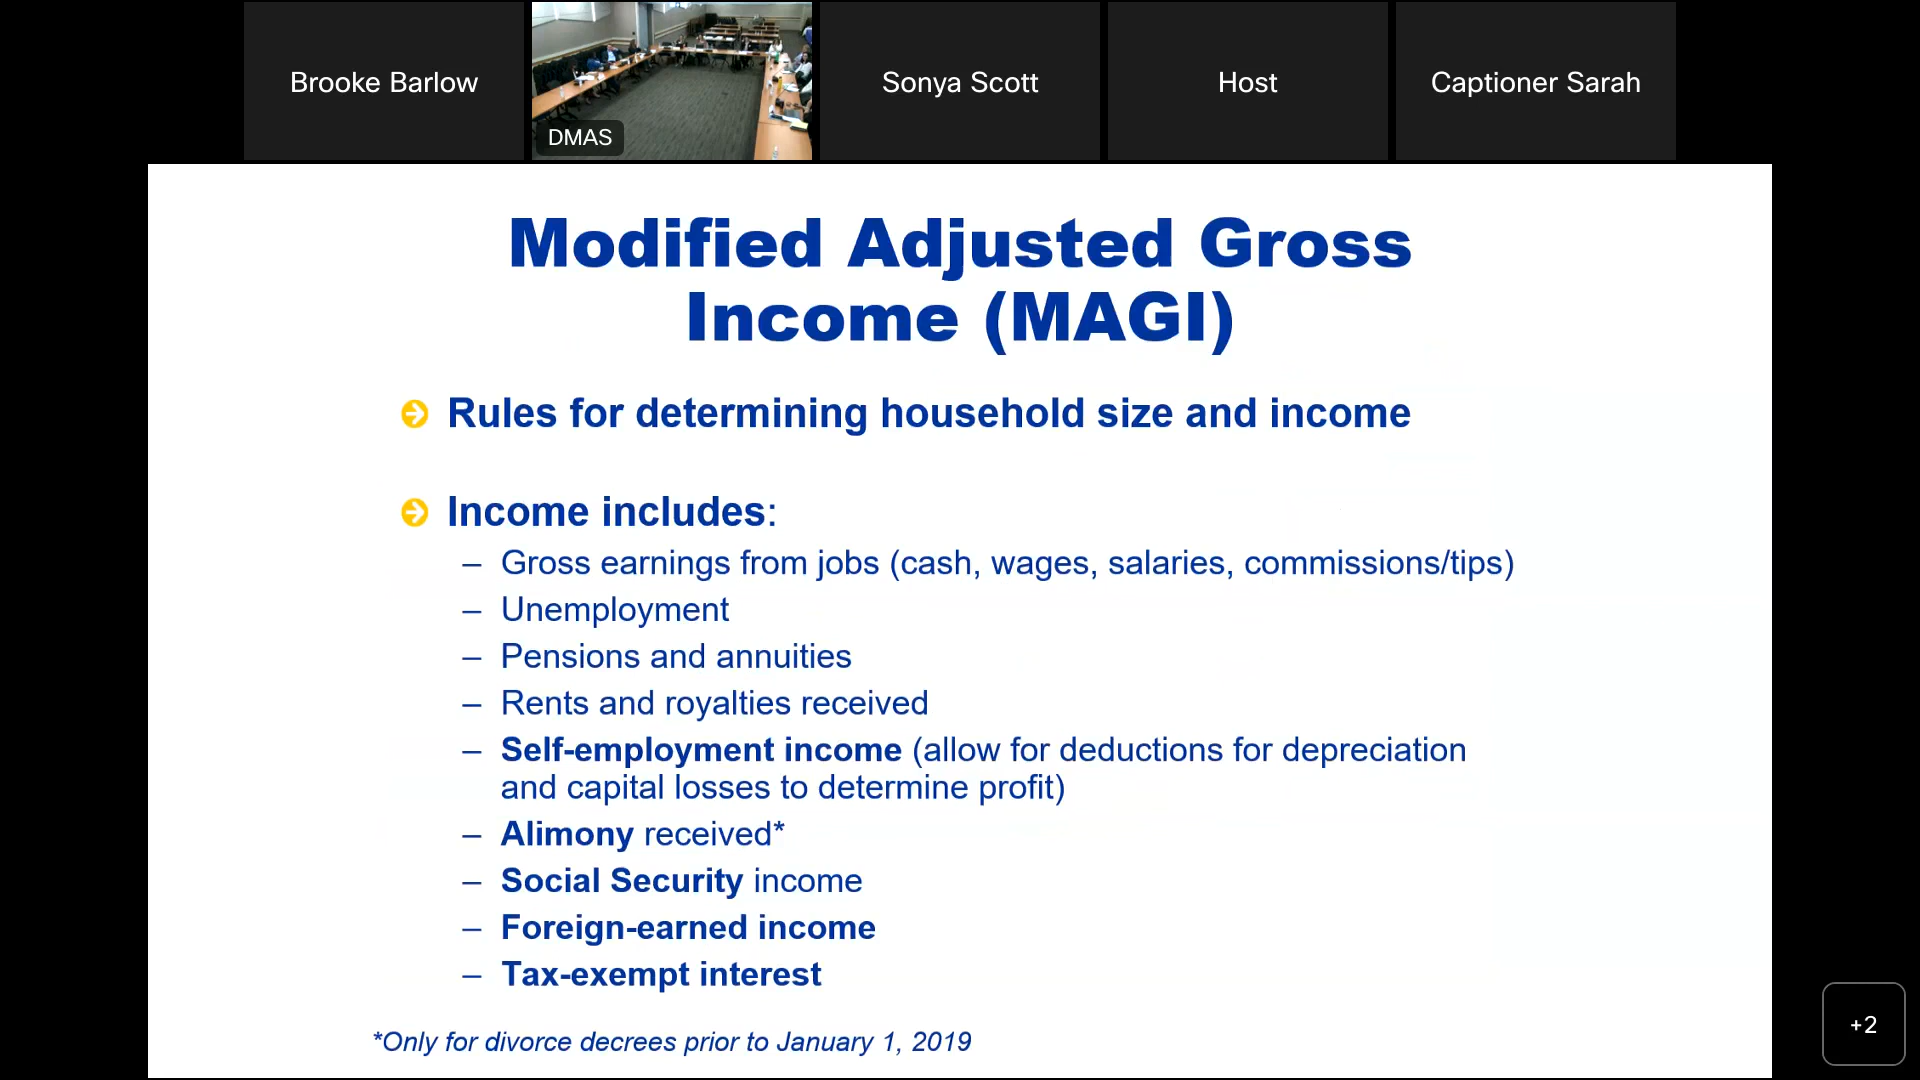 Brooke Barlow
DMAS
Sonya Scott
Host
Captioner Sarah
Modified Adjusted Gross
Income (MAGI)
Rules for determining household size and income
Income includes:
– Gross earnings from jobs (cash, wages, salaries, commissions/tips)
– Unemployment
– Pensions and annuities
– Rents and royalties received
– Self-employment income (allow for deductions for depreciation
and capital losses to determine profit)
– Alimony received*
– Social Security income
– Foreign-earned income
– Tax-exempt interest
*Only for divorce decrees prior to January 1, 2019
+2